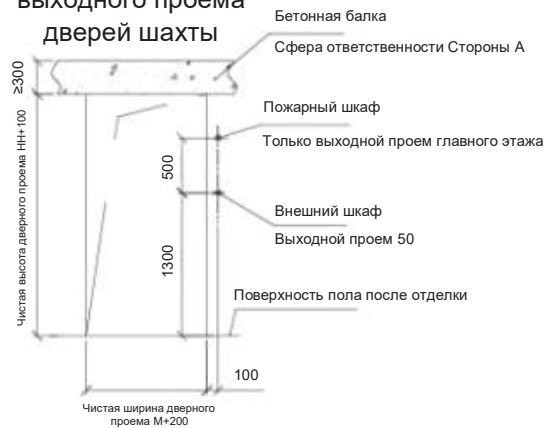 выходного проема
дверей шахты
Бетонная балка
Сфера ответственности Стороны А
≥300
Пожарный шкаф
Только выходной проем главного этажа
500
Чистая высота дверного проема HH+100
Внешний шкаф
Выходной проем 50
1300
Поверхность пола после отделки
100
Чистая ширина дверного
проема М+200